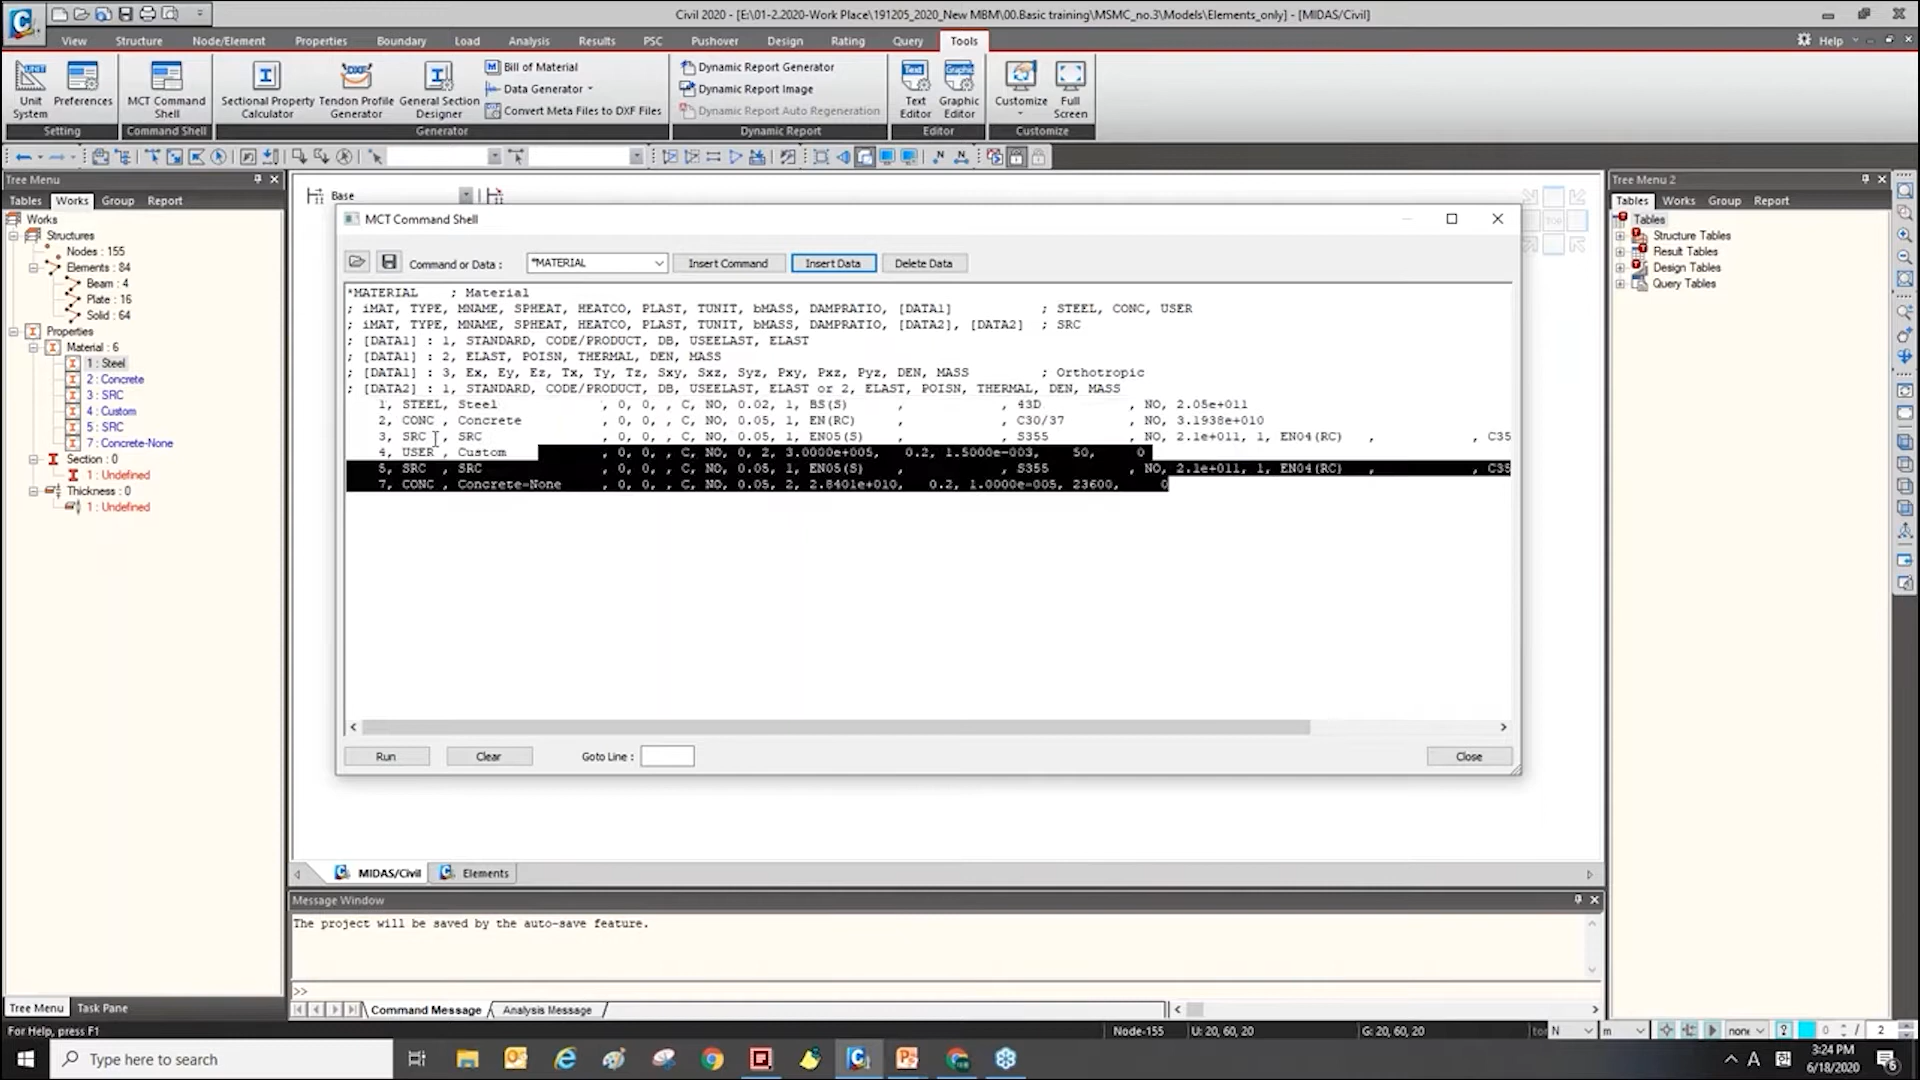 Civil 2020 - [E:\01-2.2020-Work Place\191205_2020_New MBM\00.Basic training\MSMC_no.3\Models\Elements_only] - [MIDAS/Civil]
View Structure Node/Element Properties Boundary Load Analysis Results PSC Pushover Design Rating Query Tools Help
Unit System
Preferences
Setting
MCT Command Shell
Command Shell
Sectional Property Calculator
Tendon Profile Generator
General Section Designer
Bill of Material
Data Generator
Convert Meta Files to DXF Files
Generator
Dynamic Report Generator
Dynamic Report Image
Dynamic Report Auto Regeneration
Dynamic Report
Text Editor
Graphic Editor
Editor
Customize
Full Screen
Customize
Tree Menu
Tables Works Group Report
Works
Structures
Nodes : 155
Elements : 84
Beam : 4
Plate : 16
Solid : 64
Properties
Material : 6
1 : Steel
2 : Concrete
3 : SRC
4 : Custom
5 : SRC
7 : Concrete-None
Section : 0
1 : Undefined
Thickness : 0
1 : Undefined
Base
MCT Command Shell
Command or Data : *MATERIAL Insert Command Insert Data Delete Data
*MATERIAL ; Material
; iMAT, TYPE, MNAME, SPHEAT, HEATCO, PLAST, TUNIT, bMASS, DAMPRATIO, [DATA1] ; STEEL, CONC, USER
; iMAT, TYPE, MNAME, SPHEAT, HEATCO, PLAST, TUNIT, bMASS, DAMPRATIO, [DATA2], [DATA2] ; SRC
; [DATA1] : 1, STANDARD, CODE/PRODUCT, DB, USEELAST, ELAST
; [DATA1] : 2, ELAST, POISN, THERMAL, DEN, MASS
; [DATA1] : 3, Ex, Ey, Ez, Tx, Ty, Tz, Sxy, Sxz, Syz, Pxy, Pxz, Pyz, DEN, MASS ; Orthotropic
; [DATA2] : 1, STANDARD, CODE/PRODUCT, DB, USEELAST, ELAST or 2, ELAST, POISN, THERMAL, DEN, MASS
1, STEEL, Steel , 0, 0, , C, NO, 0.02, 1, BS(S) , , 43D , NO, 2.05e+011
2, CONC , Concrete , 0, 0, , C, NO, 0.05, 1, EN(RC) , , C30/37 , NO, 3.1938e+010
3, SRC , SRC , 0, 0, , C, NO, 0.05, 1, EN05(S) , , S355 , NO, 2.1e+011, 1, EN04(RC) , , C35
4, USER , Custom , 0, 0, , C, NO, 0, 2, 3.0000e+005, 0.2, 1.5000e-003, 50, 0
5, SRC , SRC , 0, 0, , C, NO, 0.05, 1, EN05(S) , , S355 , NO, 2.1e+011, 1, EN04(RC) , , C35
7, CONC , Concrete-None , 0, 0, , C, NO, 0.05, 2, 2.8401e+010, 0.2, 1.0000e-005, 23600, 0
Run Clear Goto Line : Close
MIDAS/Civil Elements
Message Window
The project will be saved by the auto-save feature.
>>
Command Message Analysis Message
Tree Menu 2
Tables Works Group Report
Tables
Structure Tables
Result Tables
Design Tables
Query Tables
Tree Menu Task Pane
For Help, press F1
Node-155 U: 20, 60, 20 G: 20, 60, 20 N m none 0 / 2
Type here to search
A
3:24 PM
6/18/2020
6